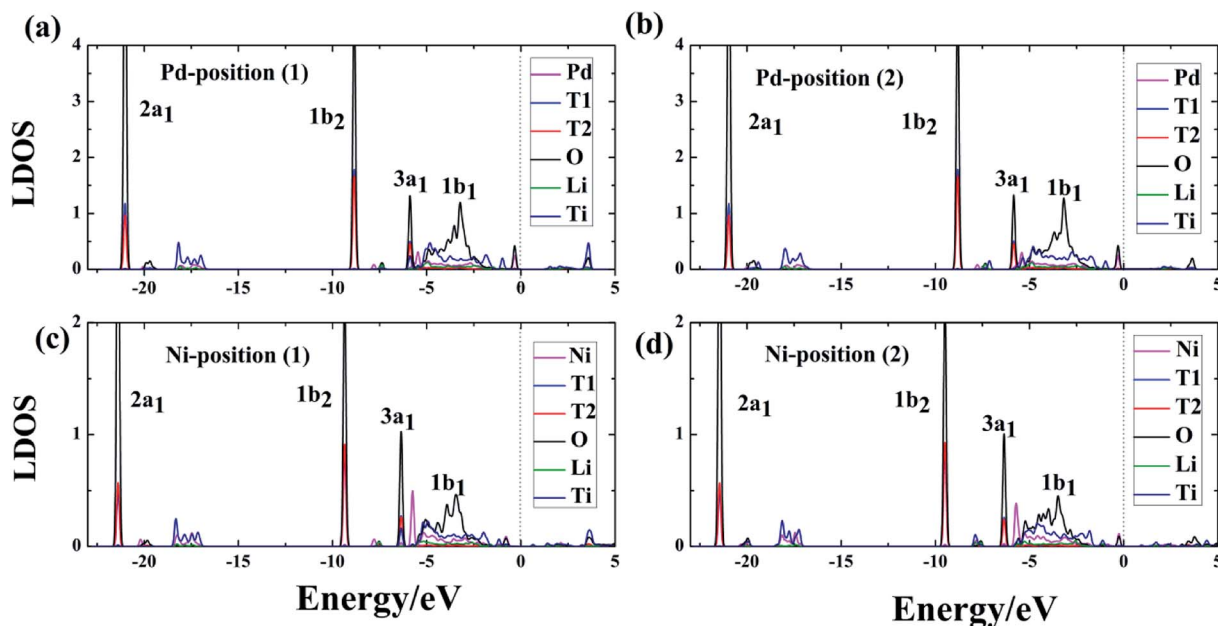 (a)
LDOS
4
3
2
1
0
Pd-position (1)
2a1
1b2
3a1
1b1
Pd
T1
T2
O
Li
Ti
-20
-15
-10
-5
0
5
(b)
4
3
2
1
0
Pd-position (2)
2a1
1b2
3a1
1b1
Pd
T1
T2
O
Li
Ti
-20
-15
-10
-5
0
5
(c)
LDOS
2
1
0
Ni-position (1)
2a1
1b2
3a1
1b1
Ni
T1
T2
O
Li
Ti
-20
-15
-10
-5
0
5
Energy/eV
(d)
2
1
0
Ni-position (2)
2a1
1b2
3a1
1b1
Ni
T1
T2
O
Li
Ti
-20
-15
-10
-5
0
5
Energy/eV